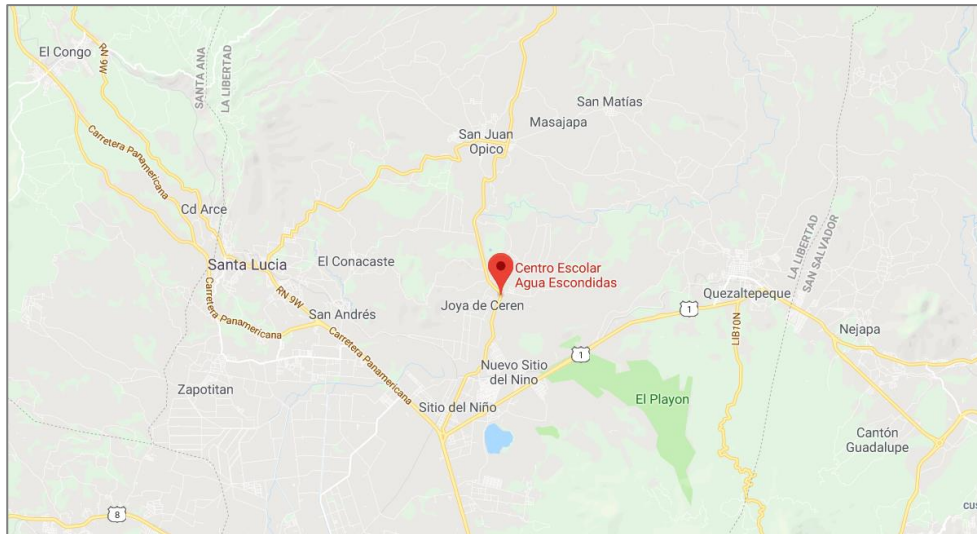 El Congo
RN 9W
SANTA ANA
LA LIBERTAD
San Matías
Masajapa
San Juan
Opico
Carretera Panamericana
Cd Arce
Santa Lucia
El Conacaste
Centro Escolar
Agua Escondidas
LA LIBERTAD
SAN SALVADOR
Carretera Panamericana
RN 9W
San Andrés
Joya de Ceren
Quezaltepeque
1
LIB70N
Nejapa
Carretera Panamericana
1
Nuevo Sitio
del Nino
Zapotitan
El Playon
Sitio del Niño
Cantón
Guadalupe
8
cus